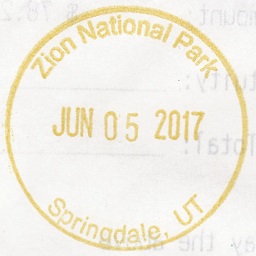 Zion National Park
JUN 05 2017
Springdale, UT